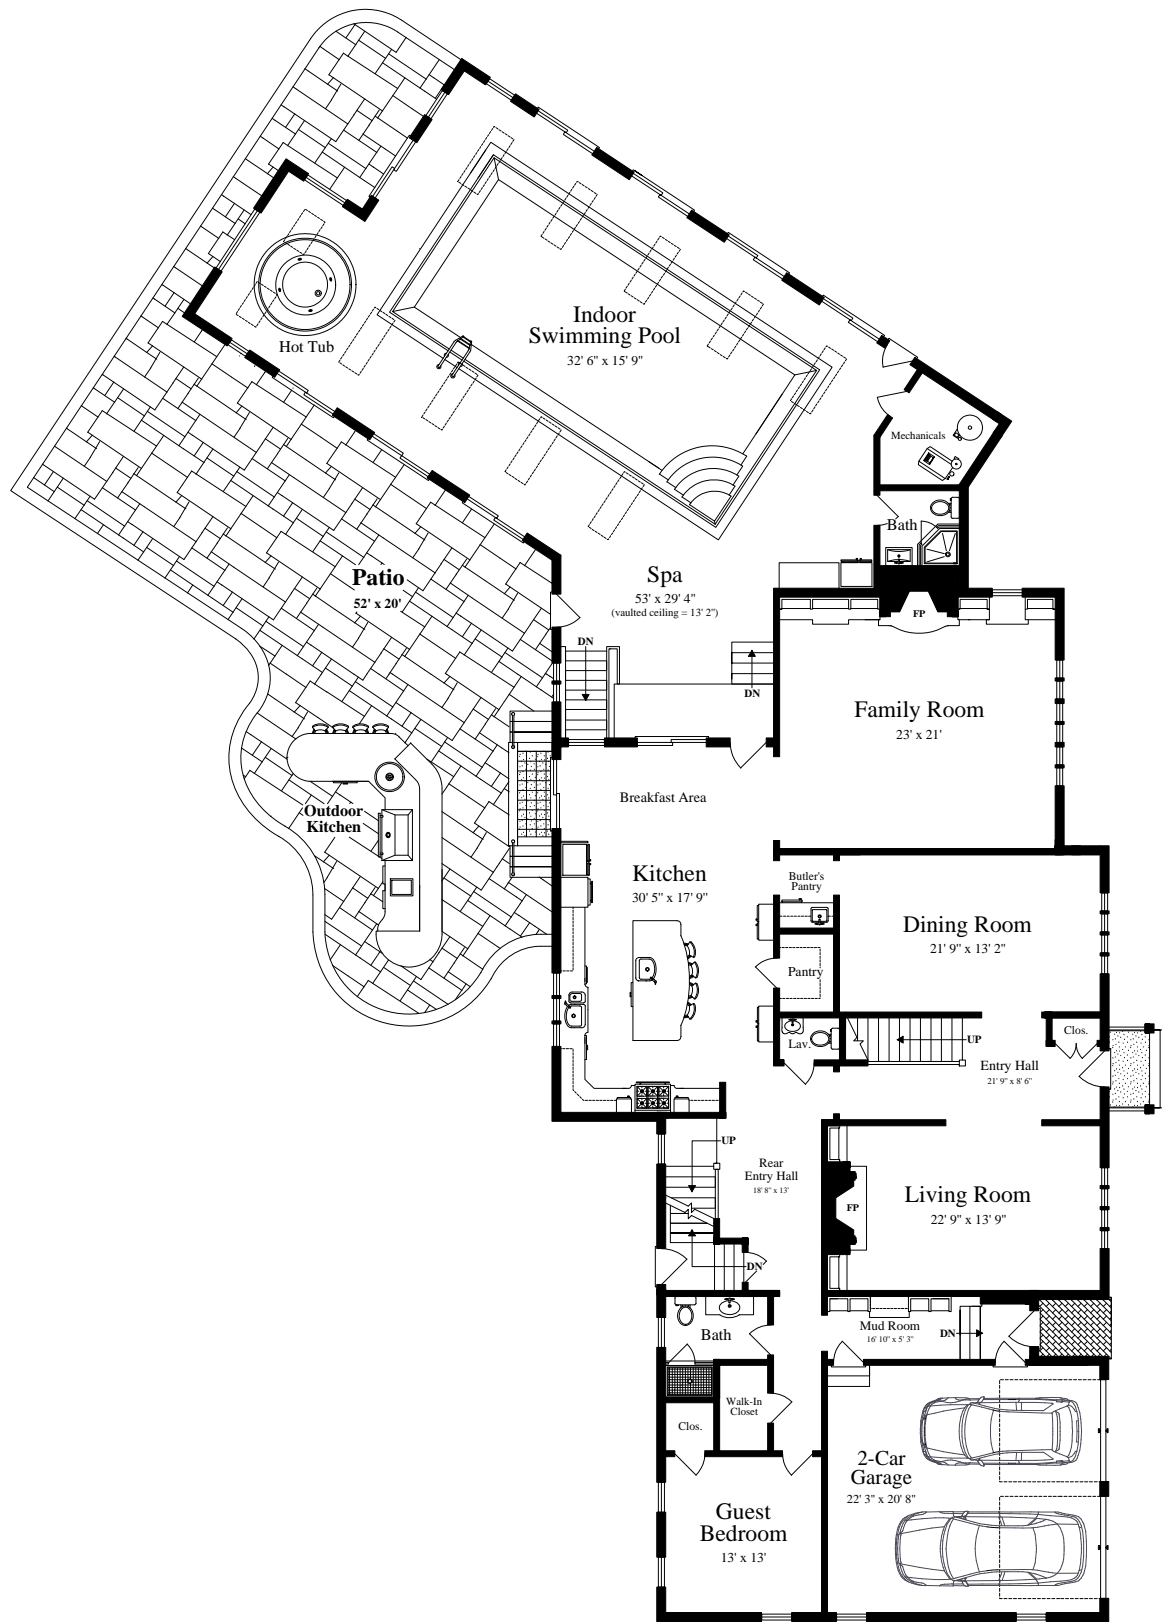 Indoor
Swimming Pool
32' 6" x 15' 9"
Hot Tub
Mechanicals
Bath
Patio
52' x 20'
Spa
53' x 29' 4"
(vaulted ceiling = 13' 2")
FP
DN
DN
Family Room
23' x 21'
Breakfast Area
Outdoor
Kitchen
Kitchen
30' 5" x 17' 9"
Butler's
Pantry
Dining Room
21' 9" x 13' 2"
Pantry
Lav.
UP
Clos.
Entry Hall
21' 9" x 8' 6"
UP
Rear
Entry Hall
18' 8" x 13'
Living Room
22' 9" x 13' 9"
FP
DN
Bath
Mud Room
16' 10" x 5' 3"
DN
Walk-In
Closet
Clos.
2-Car
Garage
22' 3" x 20' 8"
Guest
Bedroom
13' x 13'